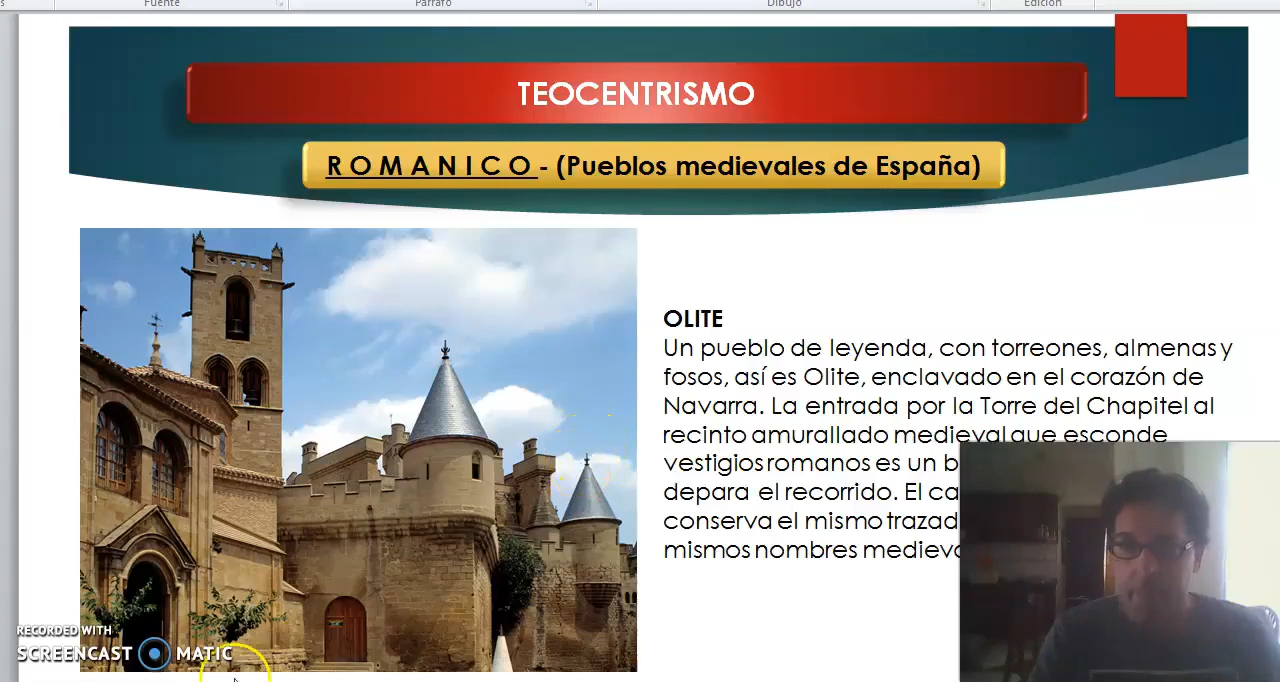 Fuente Párrafo Dibujo Edición
TEOCENTRISMO
R O M A N I C O - (Pueblos medievales de España)
OLITE
Un pueblo de leyenda, con torreones, almenas y
fosos, así es Olite, enclavado en el corazón de
Navarra. La entrada por la Torre del Chapitel al
recinto amurallado medieval que esconde
vestigios romanos es un
depara el recorrido. El
conserva el mismo
mismos nombres
RECORDED WITH
SCREENCAST MATIC